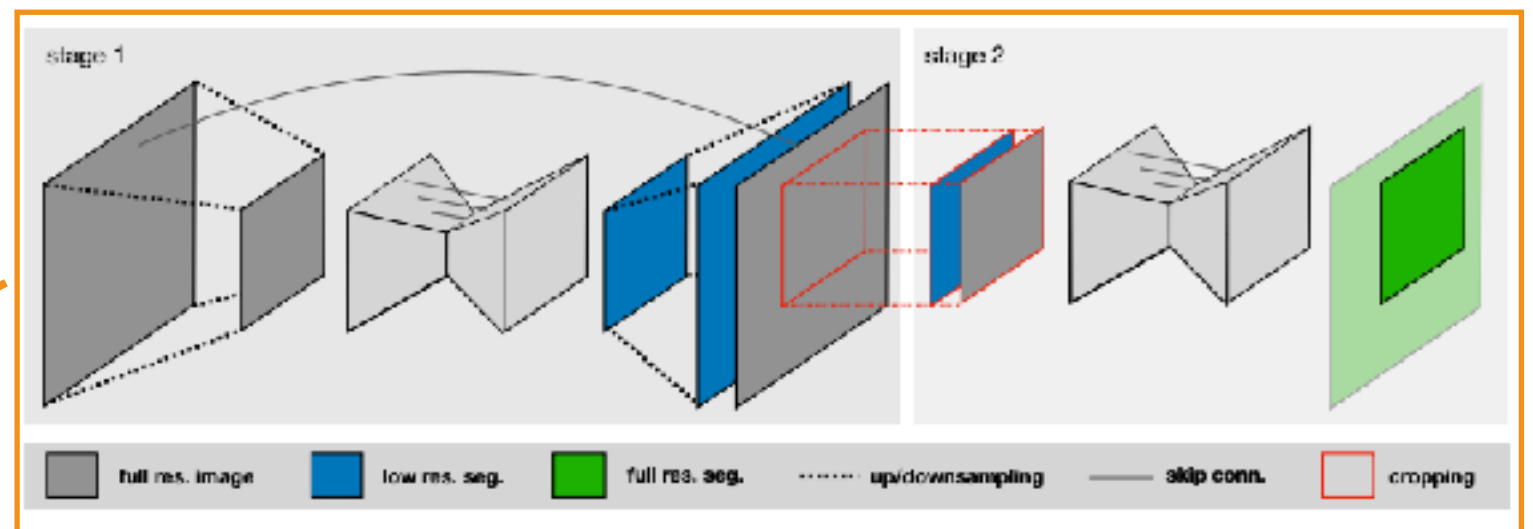 stage 1
stage 2
full res. image
low res. seg.
full res. seg.
up/downsampling
skip conn.
cropping